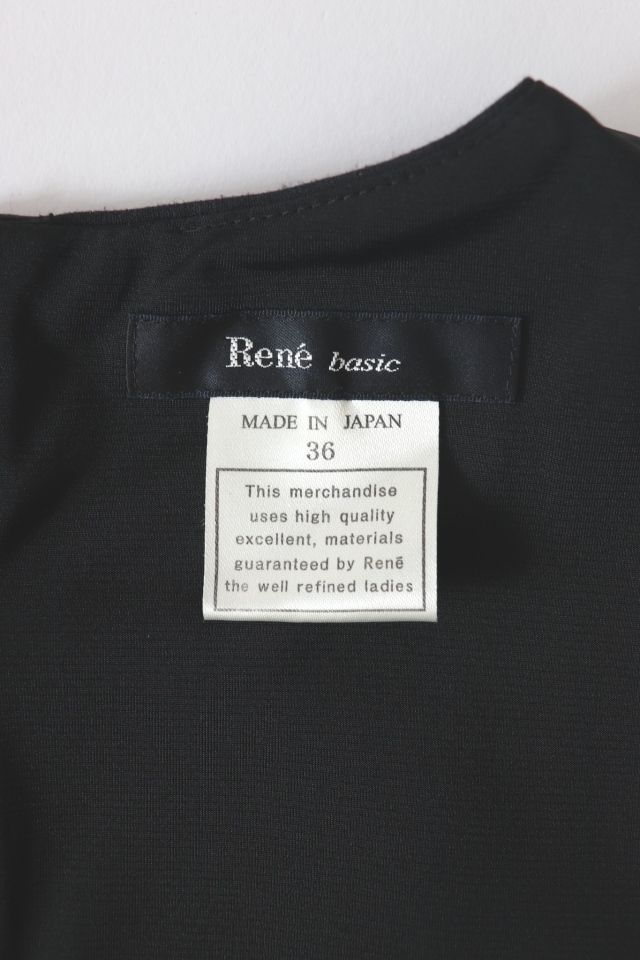 René basic
MADE IN JAPAN
36
This merchandise
uses high quality
excellent, materials
guaranteed by René
the well refined ladies